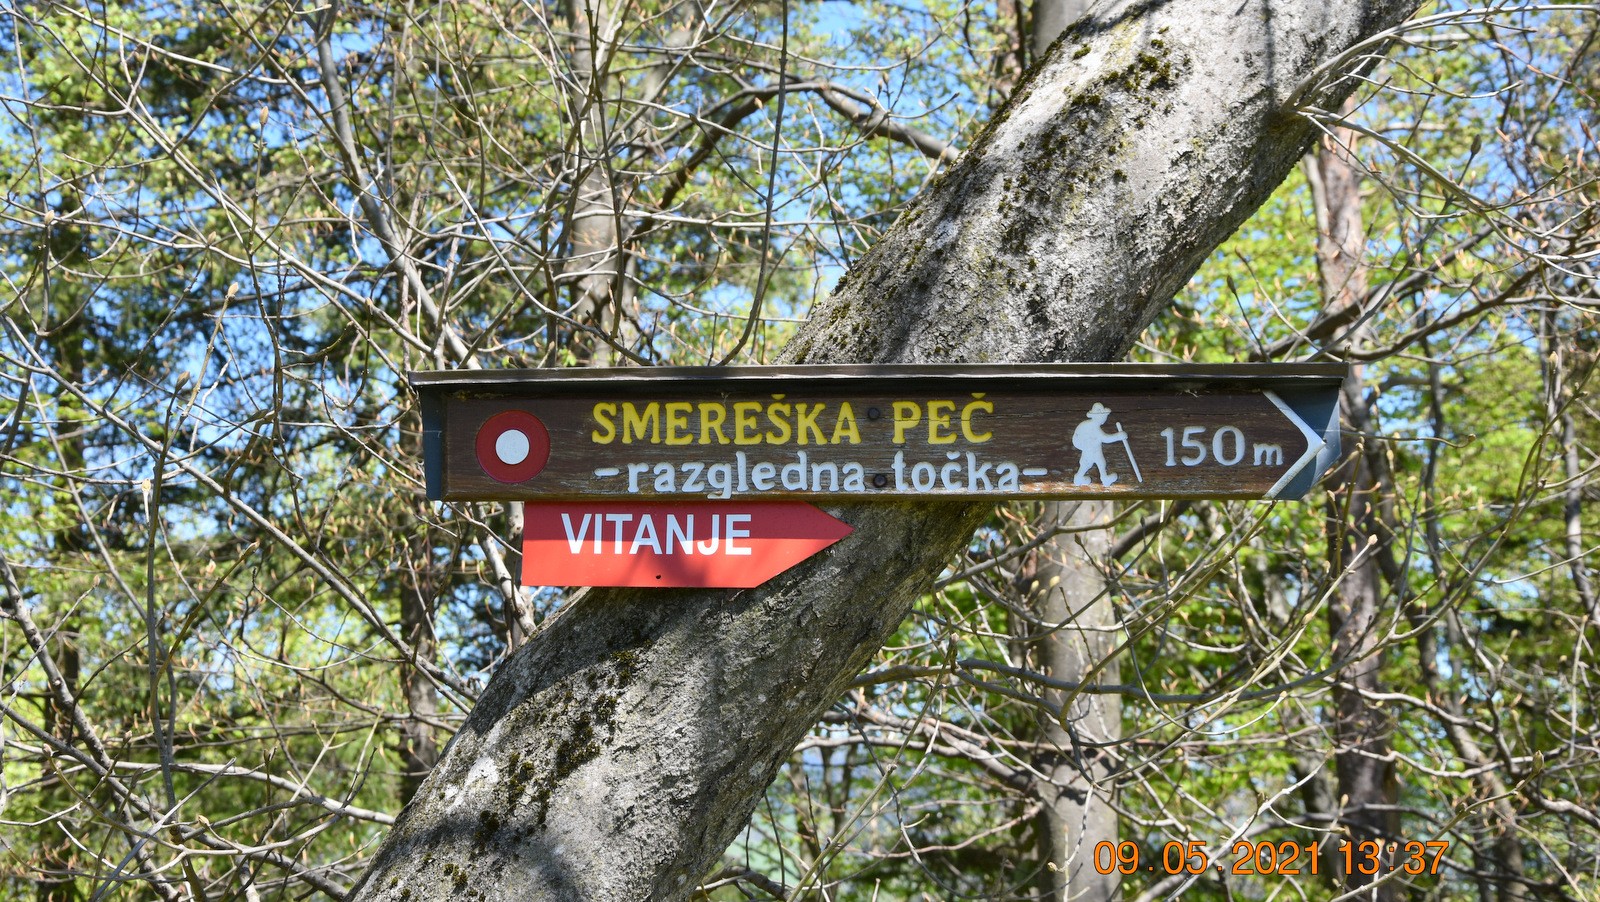 SMEREŠKA PEČ
-razgledna točka-
150m
VITANJE
09.05.2021 13:37